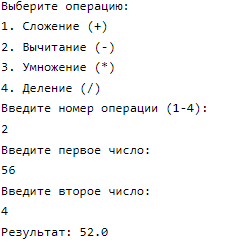 Выберите операцию:
1. Сложение (+)
2. Вычитание (-)
3. Умножение (*)
4. Деление (/)
Введите номер операции (1-4):
2
Введите первое число:
56
Введите второе число:
4
Результат: 52.0